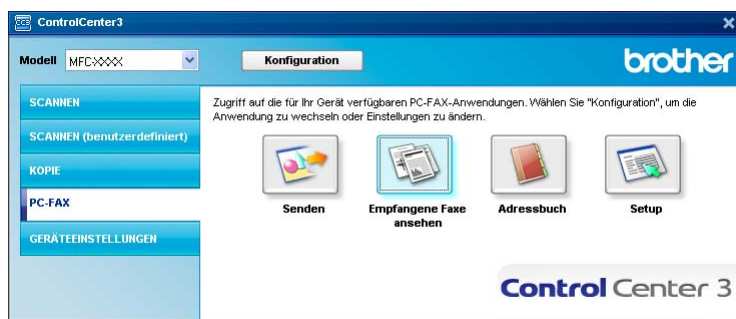 ControlCenter3
Modell MFC-XXXX Konfiguration brother
SCANNEN
SCANNEN (benutzerdefiniert)
KOPIE
PC-FAX
GERÄTEEINSTELLUNGEN
Zugriff auf die für Ihr Gerät verfügbaren PC-FAX-Anwendungen. Wählen Sie "Konfiguration", um die
Anwendung zu wechseln oder Einstellungen zu ändern.
Senden
Empfangene Faxe
ansehen
Adressbuch
Setup
Control Center 3